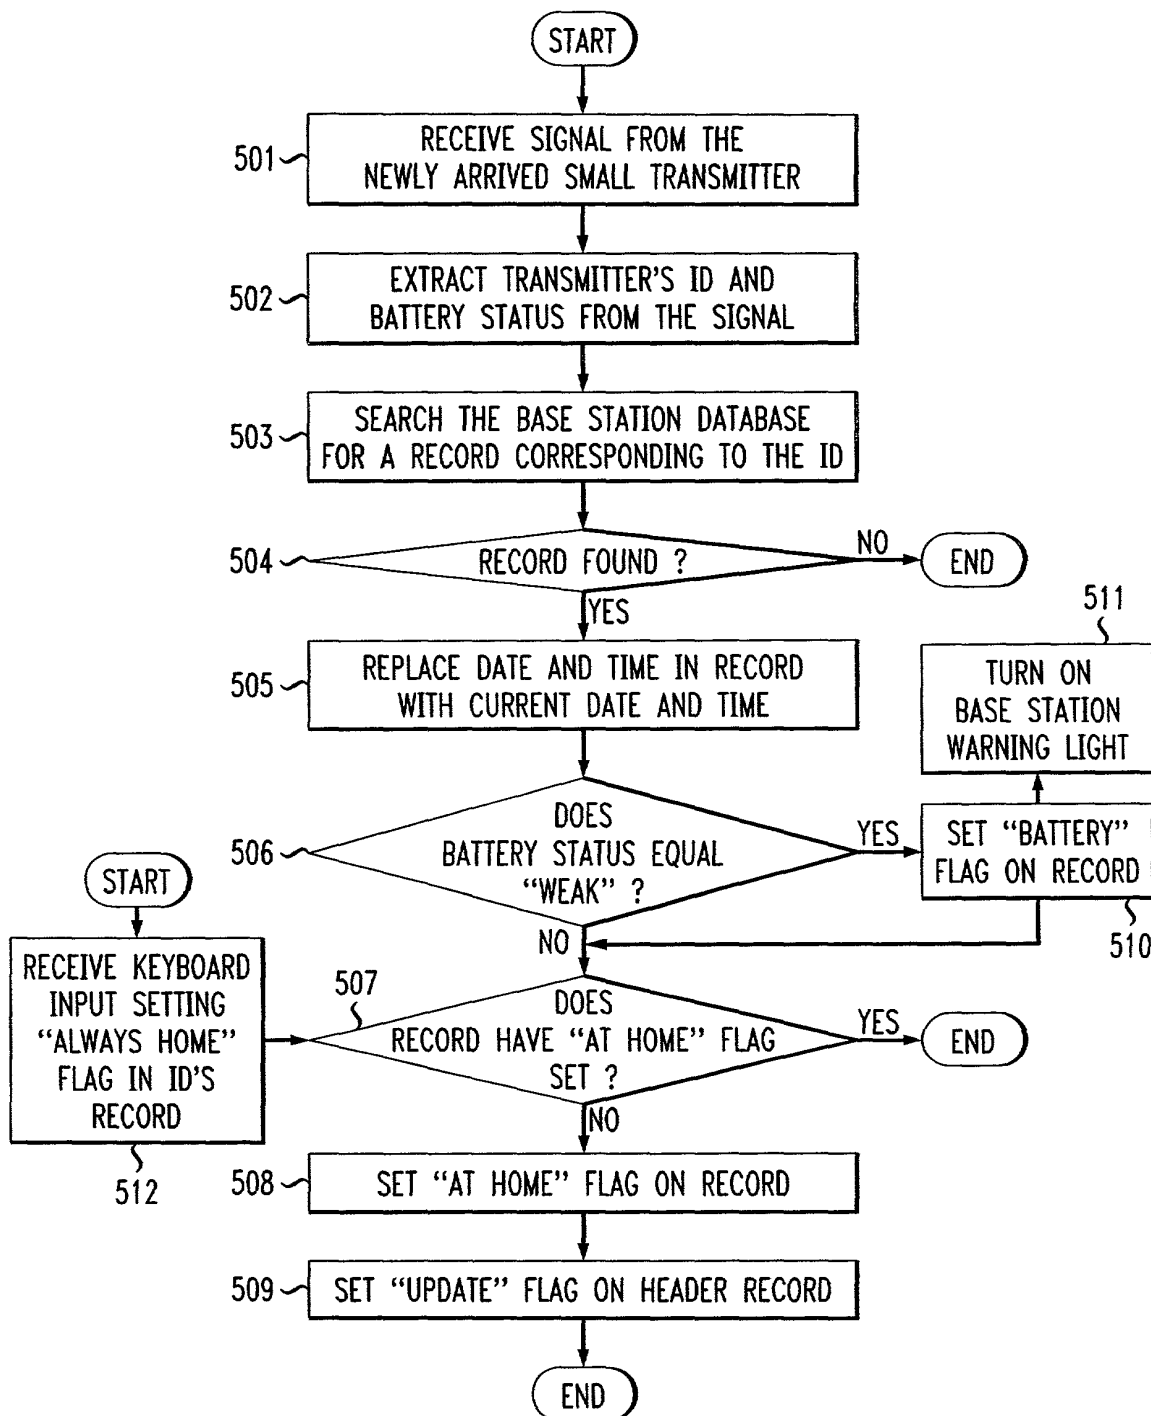 START
501
RECEIVE SIGNAL FROM THE
NEWLY ARRIVED SMALL TRANSMITTER
502
EXTRACT TRANSMITTER'S ID AND
BATTERY STATUS FROM THE SIGNAL
503
SEARCH THE BASE STATION DATABASE
FOR A RECORD CORRESPONDING TO THE ID
504
RECORD FOUND ?
NO
END
YES
505
REPLACE DATE AND TIME IN RECORD
WITH CURRENT DATE AND TIME
511
TURN ON
BASE STATION
WARNING LIGHT
506
DOES
BATTERY STATUS EQUAL
“WEAK” ?
YES
SET “BATTERY”
FLAG ON RECORD
510
NO
START
RECEIVE KEYBOARD
INPUT SETTING
“ALWAYS HOME”
FLAG IN ID'S
RECORD
512
507
DOES
RECORD HAVE “AT HOME” FLAG
SET ?
YES
END
NO
508
SET “AT HOME” FLAG ON RECORD
509
SET “UPDATE” FLAG ON HEADER RECORD
END